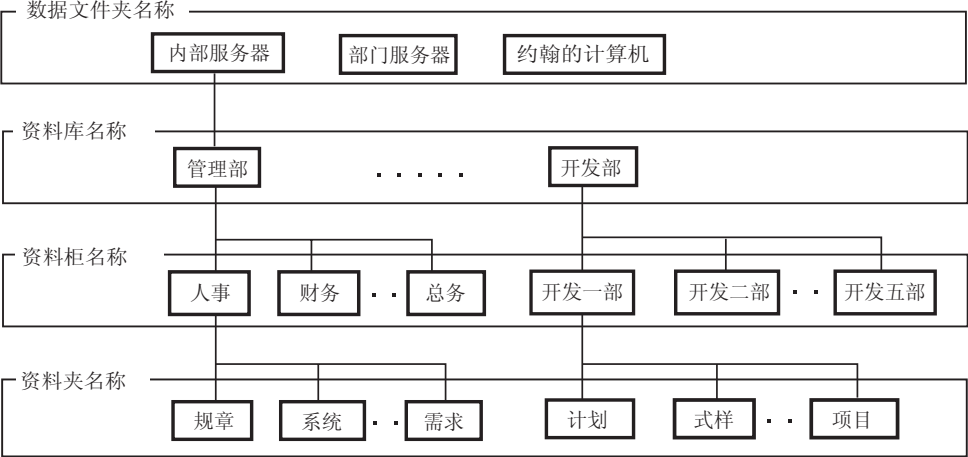 数据文件夹名称
内部服务器 部门服务器 约翰的计算机
资料库名称
管理部 ····· 开发部
资料柜名称
人事 财务 ·· 总务 开发一部 开发二部 ·· 开发五部
资料夹名称
规章 系统 ·· 需求 计划 式样 ·· 项目